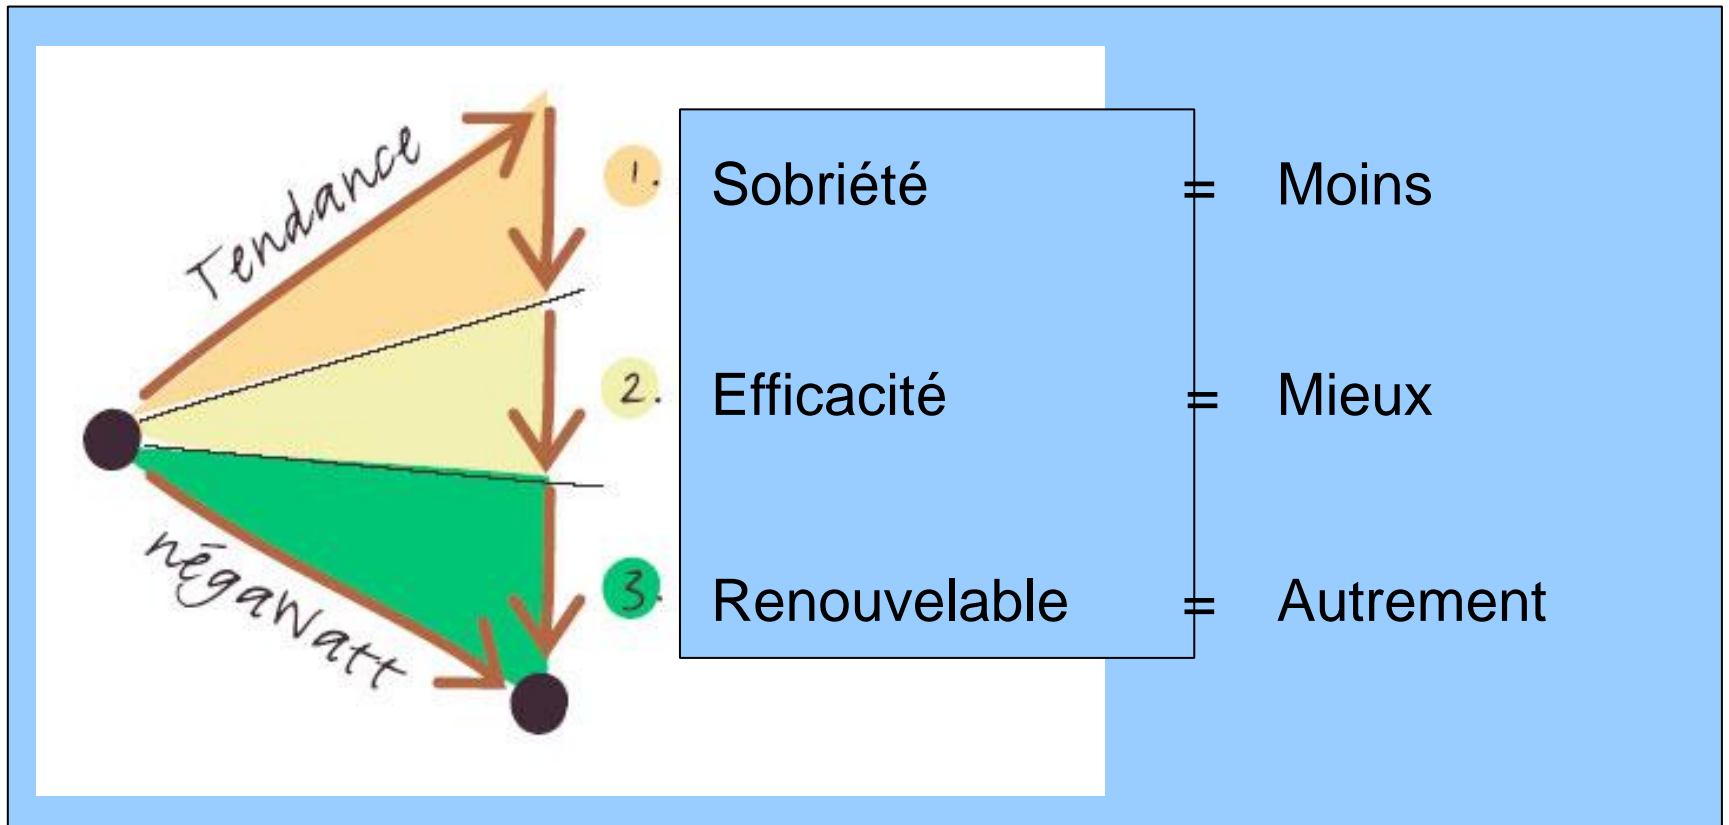 Tendance
1. Sobriété = Moins
2. Efficacité = Mieux
3. Renouvelable = Autrement
négaWatt